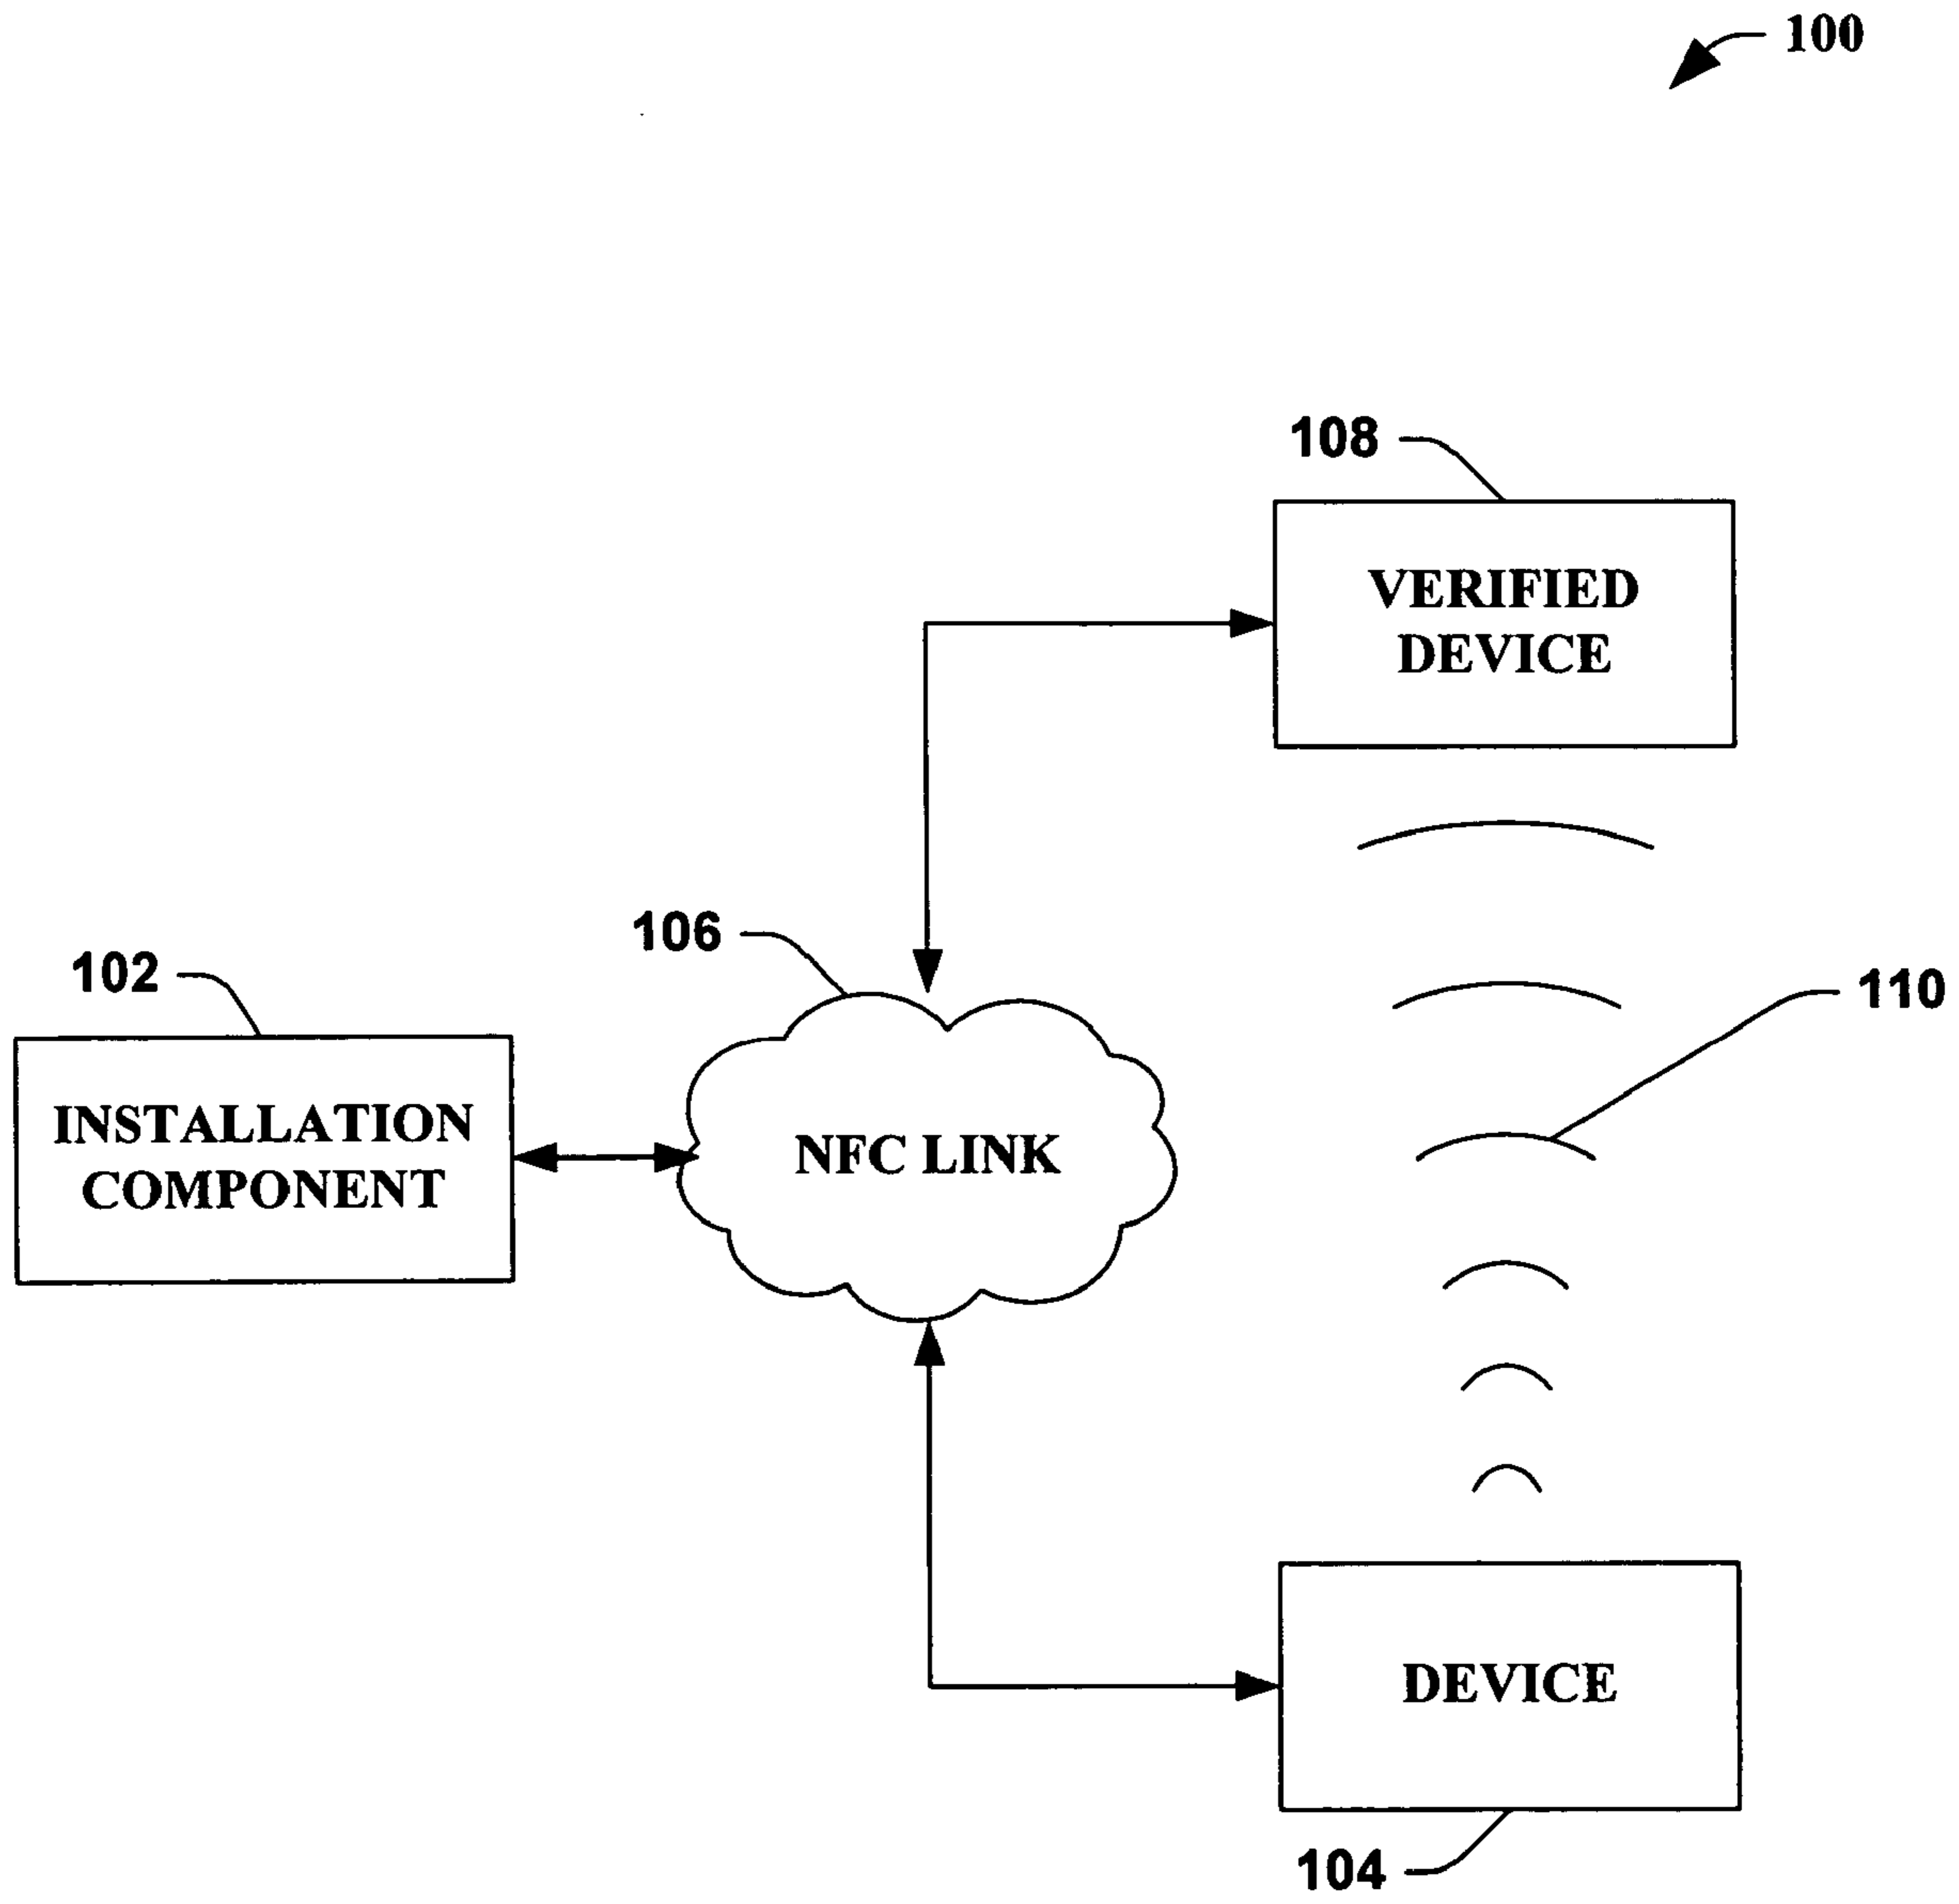 100
108
VERIFIED
DEVICE
106
102
110
INSTALLATION
COMPONENT
NFC LINK
DEVICE
104